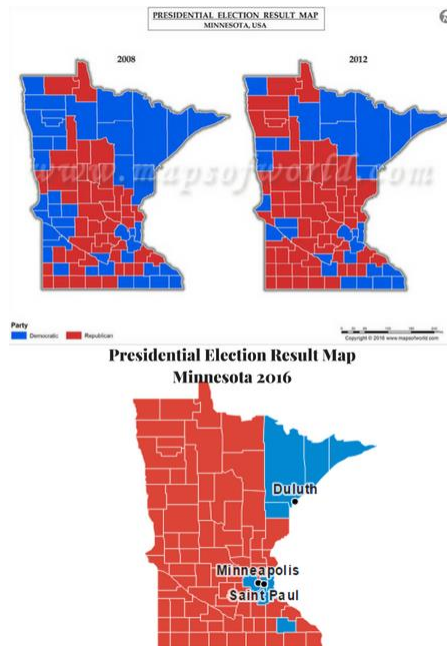 PRESIDENTIAL ELECTION RESULT MAP
MINNESOTA, USA
2008
2012
www.mapsofworld.com
Party
Democratic
Republican
Copyright © 2016 www.mapsofworld.com
Presidential Election Result Map
Minnesota 2016
Duluth
Minneapolis
Saint Paul